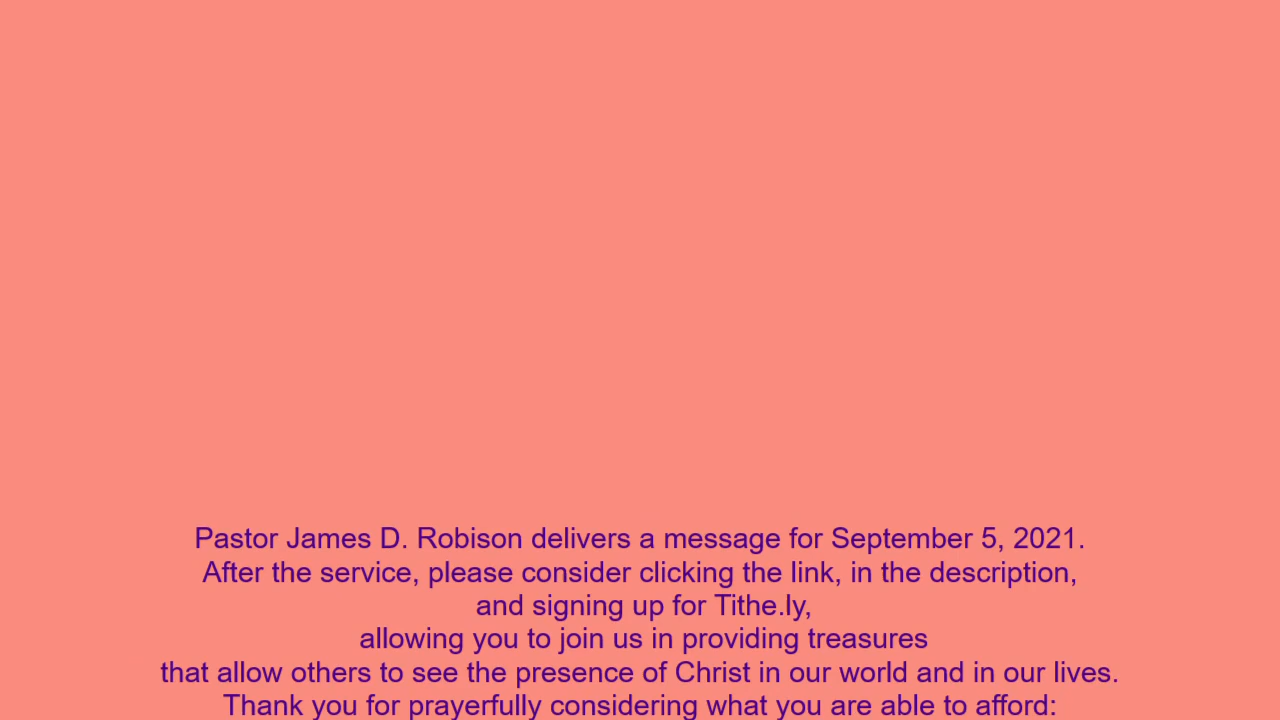 Pastor James D. Robison delivers a message for September 5, 2021.
After the service, please consider clicking the link, in the description,
and signing up for Tithe.ly,
allowing you to join us in providing treasures
that allow others to see the presence of Christ in our world and in our lives.
Thank you for prayerfully considering what you are able to afford: